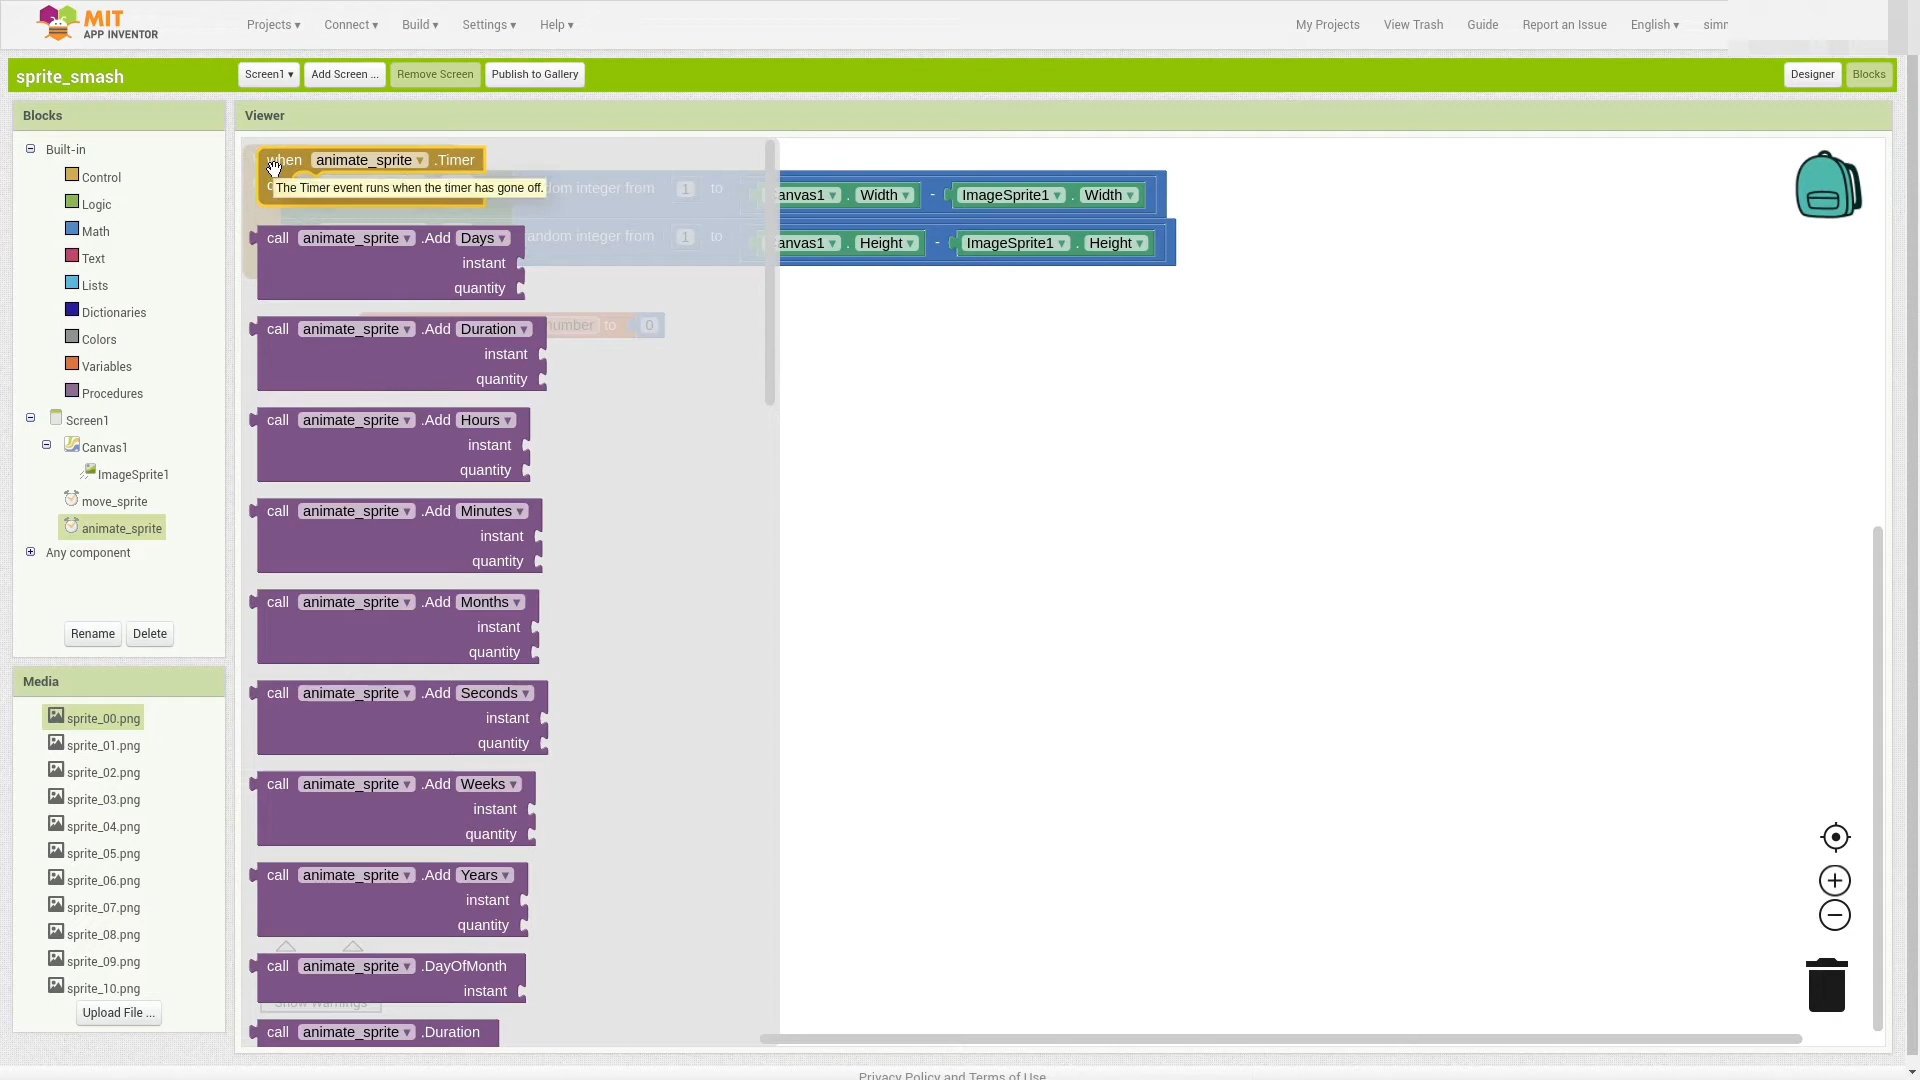 MIT
APP INVENTOR
Projects ▾ Connect ▾ Build ▾ Settings ▾ Help ▾ My Projects View Trash Guide Report an Issue English ▾
sprite_smash Screen1 ▾ Add Screen ... Remove Screen Publish to Gallery Designer Blocks
Blocks
Viewer
Built-in
Control
Logic
Math
Text
Lists
Dictionaries
Colors
Variables
Procedures
Screen1
Canvas1
ImageSprite1
move_sprite
animate_sprite
Any component
Rename Delete
Media
sprite_00.png
sprite_01.png
sprite_02.png
sprite_03.png
sprite_04.png
sprite_05.png
sprite_06.png
sprite_07.png
sprite_08.png
sprite_09.png
sprite_10.png
Upload File ...
when animate_sprite ▾ .Timer
The Timer event runs when the timer has gone off.
integer from 1 to Width ▾ - ImageSprite1 ▾ . Width ▾
integer from 1 to Height ▾ - ImageSprite1 ▾ . Height ▾
to 0
call animate_sprite ▾ .Add Days ▾
instant
quantity
call animate_sprite ▾ .Add Duration ▾
instant
quantity
call animate_sprite ▾ .Add Hours ▾
instant
quantity
call animate_sprite ▾ .Add Minutes ▾
instant
quantity
call animate_sprite ▾ .Add Months ▾
instant
quantity
call animate_sprite ▾ .Add Seconds ▾
instant
quantity
call animate_sprite ▾ .Add Weeks ▾
instant
quantity
call animate_sprite ▾ .Add Years ▾
instant
quantity
call animate_sprite ▾ .DayOfMonth
instant
Show Warnings
call animate_sprite ▾ .Duration
Privacy Policy and Terms of Use